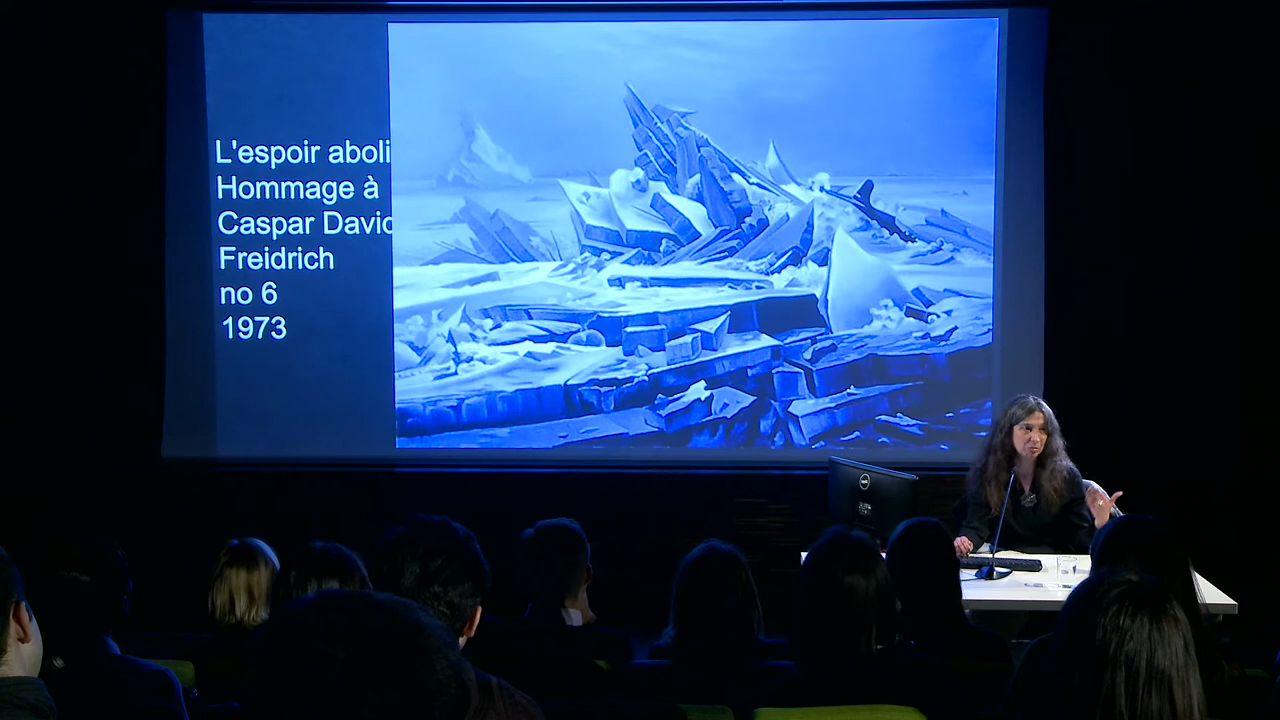 L'espoir aboli
Hommage à
Caspar David
Freidrich
no 6
1973